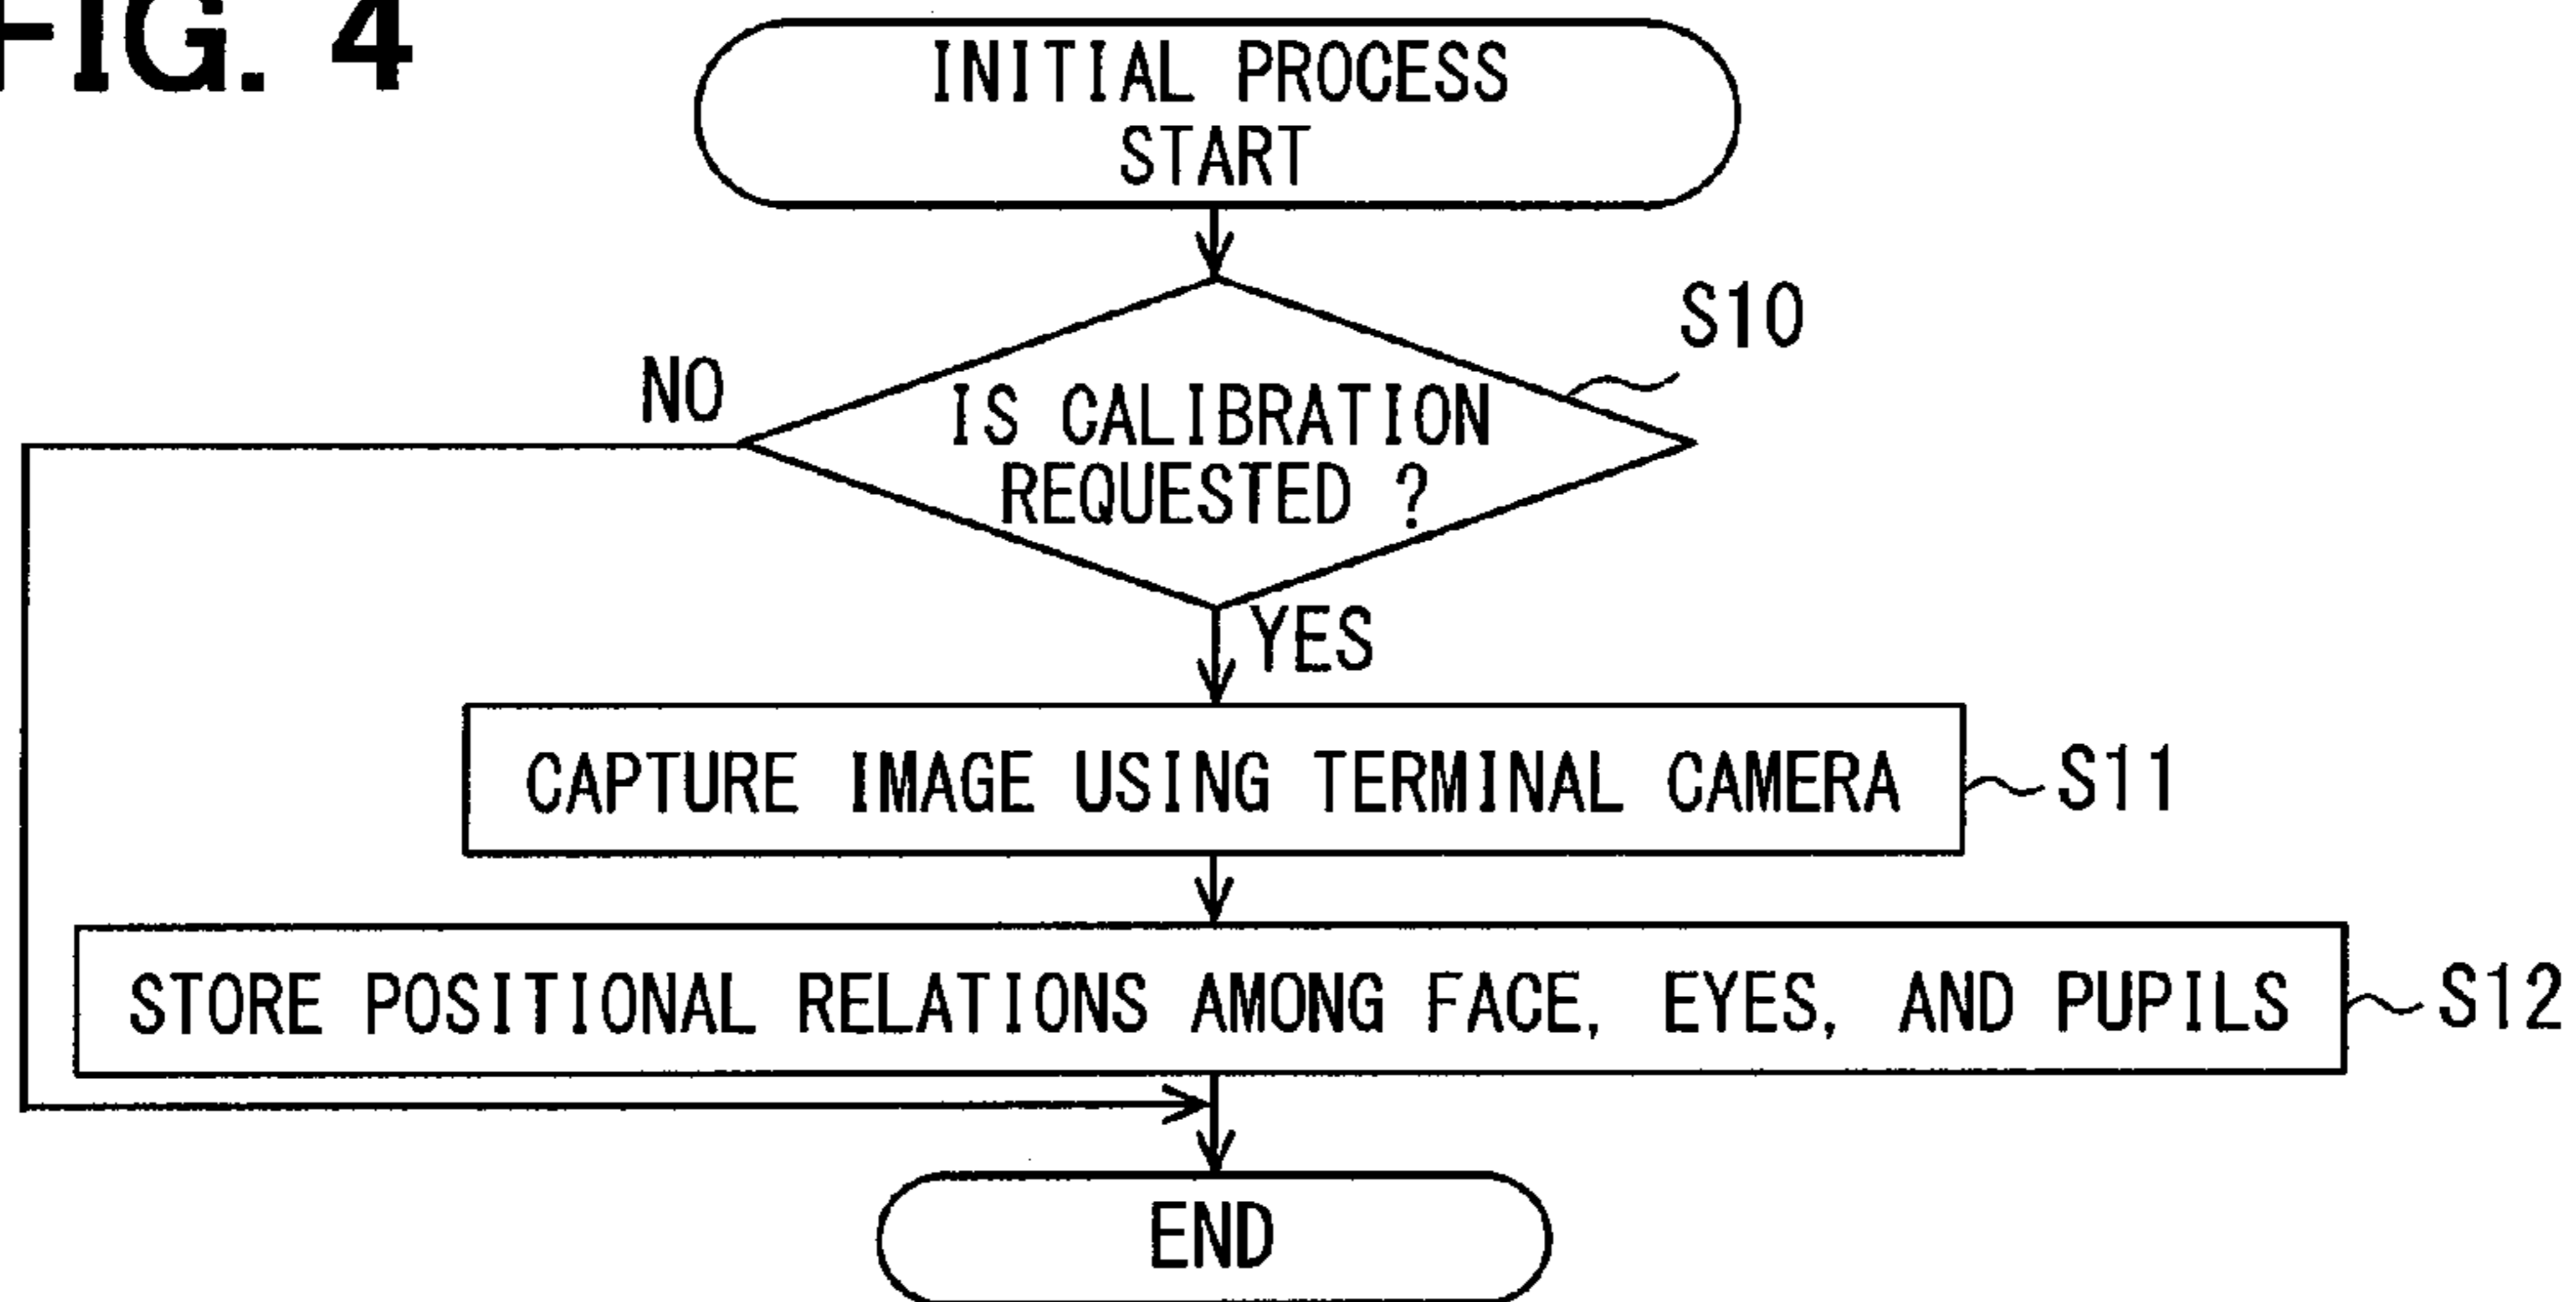 FIG. 4
INITIAL PROCESS
START
S10
NO
IS CALIBRATION
REQUESTED ?
YES
CAPTURE IMAGE USING TERMINAL CAMERA
S11
STORE POSITIONAL RELATIONS AMONG FACE, EYES, AND PUPILS
S12
END